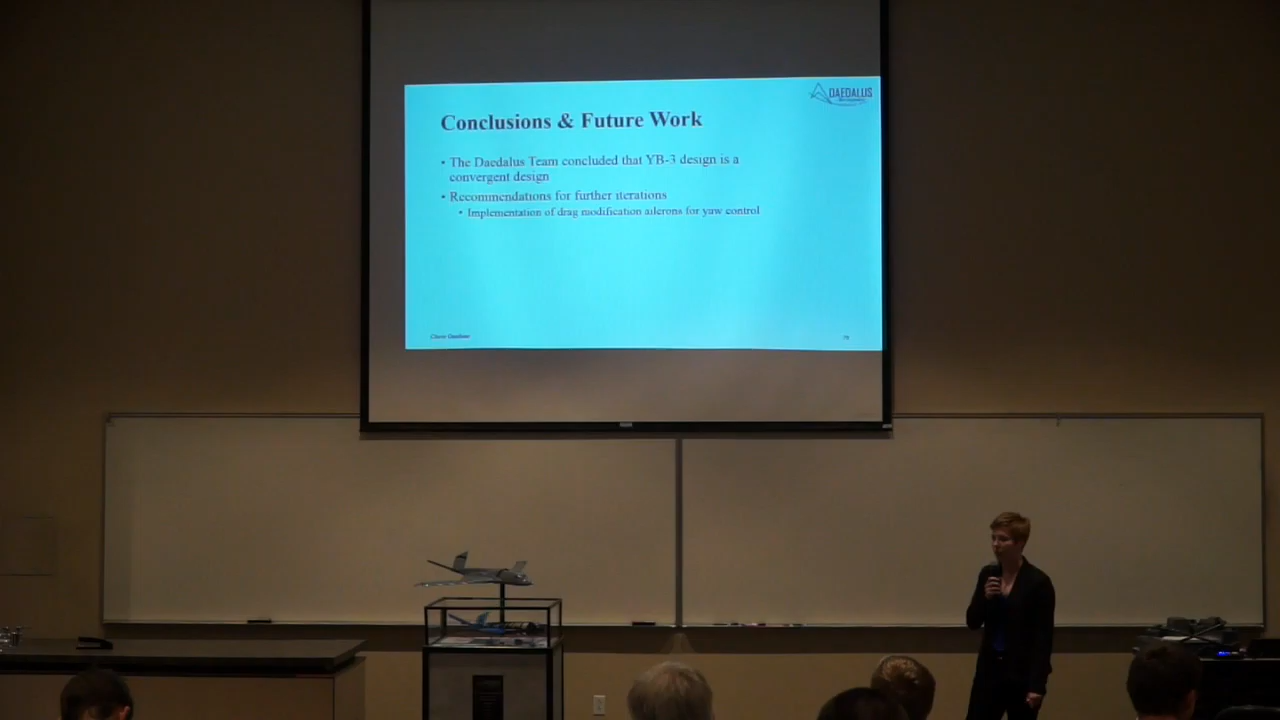 DAEDALUS
Conclusions & Future Work
• The Daedalus Team concluded that YB-3 design is a
convergent design
• Recommendations for further iterations
• Implementation of drag modification ailerons for yaw control